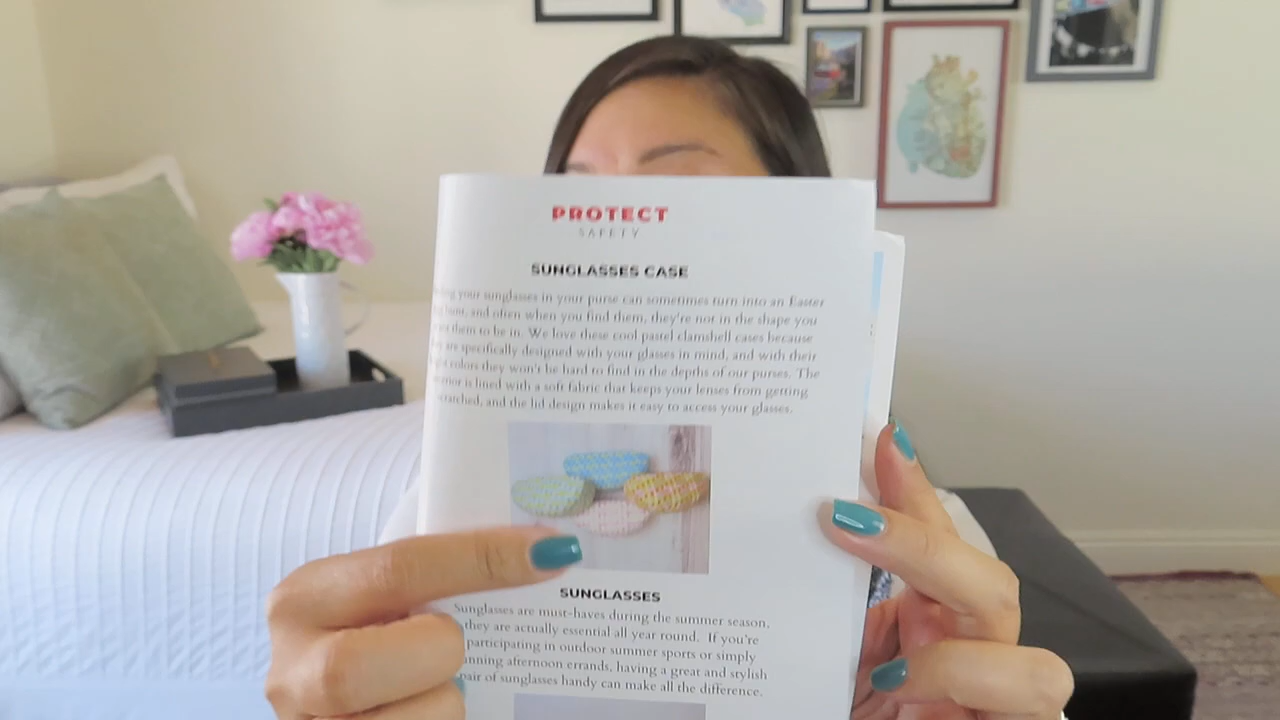 PROTECT
SAFETY
SUNGLASSES CASE
your sunglasses in your purse can sometimes turn into an Easter
hunt, and often when you find them, they're not in the shape you
them to be in. We love these cool pastel clamshell cases because
are specifically designed with your glasses in mind, and with their
colors they won't be hard to find in the depths of our purses. The
is lined with a soft fabric that keeps your lenses from getting
scratched, and the lid design makes it easy to access your glasses.
SUNGLASSES
Sunglasses are must-haves during the summer season,
they are actually essential all year round. If you're
participating in outdoor summer sports or simply
afternoon errands, having a great and stylish
pair of sunglasses handy can make all the difference.